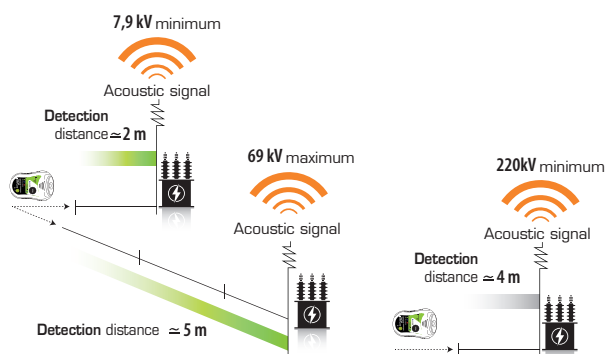 7,9 kV minimum
Acoustic signal
Detection
distance ≃ 2 m
69 kV maximum
Acoustic signal
Detection distance ≃ 5 m
220kV minimum
Acoustic signal
Detection
distance ≃ 4 m